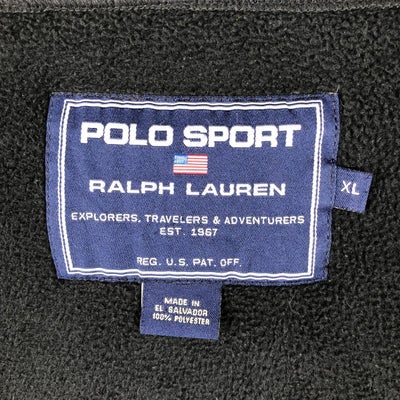 POLO SPORT
RALPH LAUREN
XL
EXPLORERS, TRAVELERS & ADVENTURERS
EST. 1967
REG. U.S. PAT. OFF.
MADE IN
EL SALVADOR
100% POLYESTER